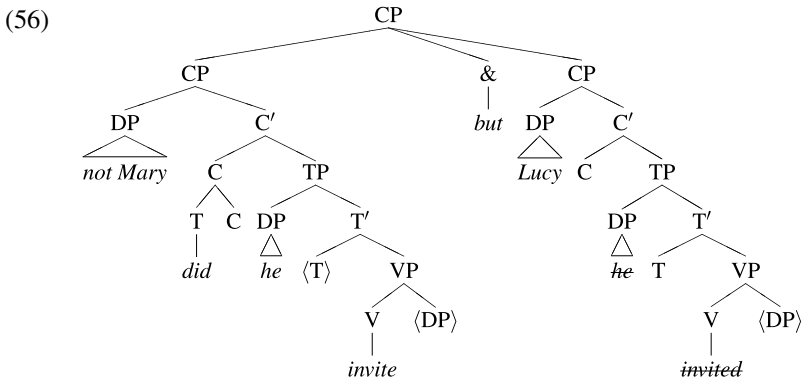 (56) CP
CP & CP
DP C′ but DP C′
not Mary C TP Lucy C TP
T C DP T′ DP T′
did he ⟨T⟩ VP he T VP
V ⟨DP⟩ V ⟨DP⟩
invite invited